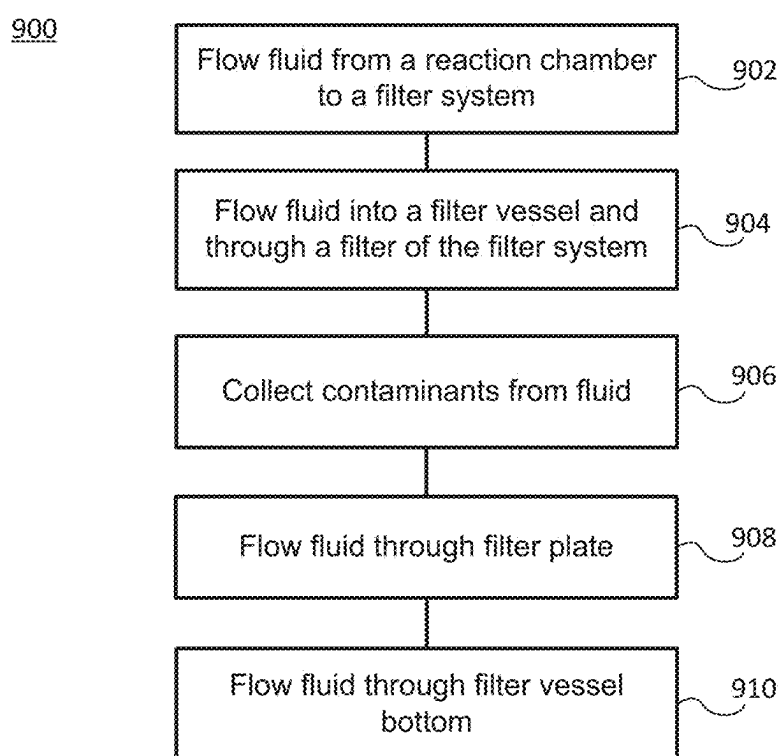 900
Flow fluid from a reaction chamber
to a filter system
902
Flow fluid into a filter vessel and
through a filter of the filter system
904
Collect contaminants from fluid
906
Flow fluid through filter plate
908
Flow fluid through filter vessel
bottom
910